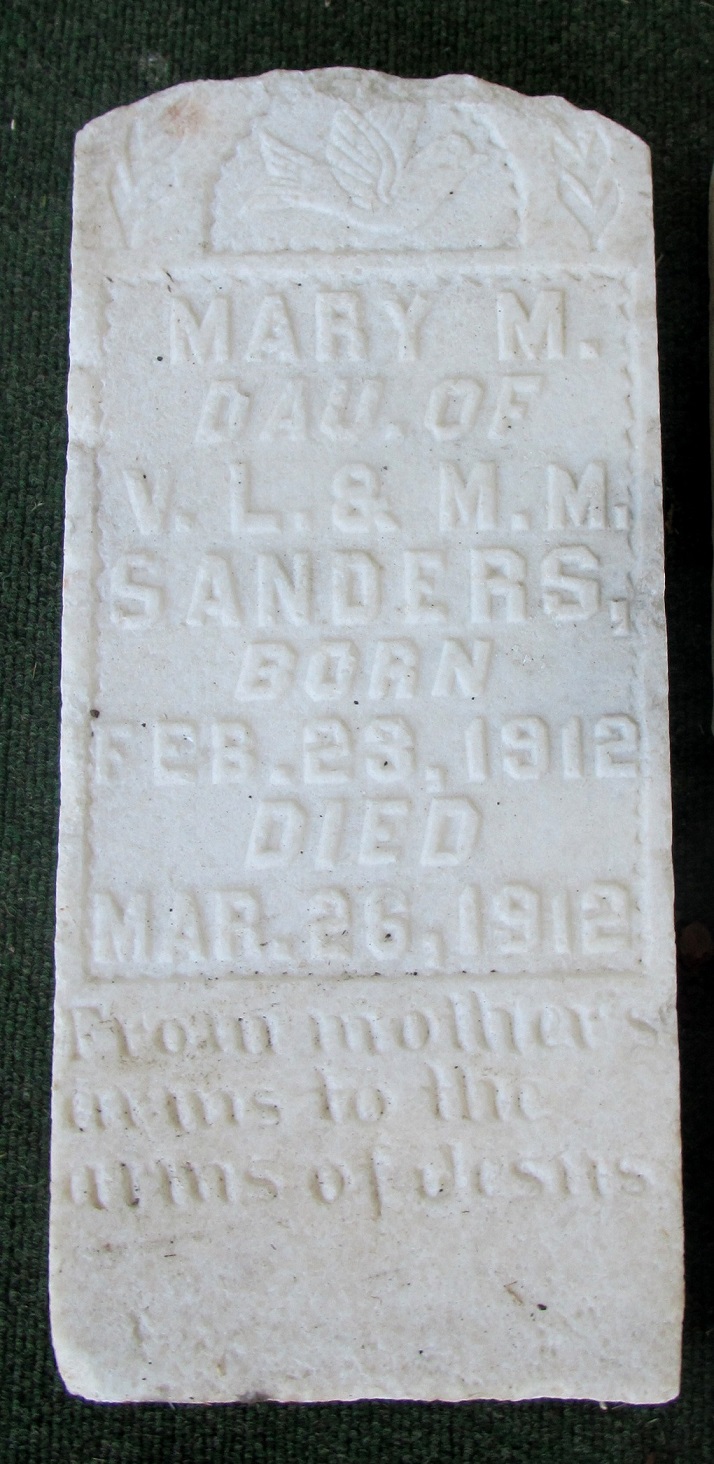 MARY M.
DAU. OF
V. L. & M. M.
SANDERS,
BORN
FEB. 23, 1912
DIED
MAR. 26, 1912
From mothers
arms to the
arms of Jesus